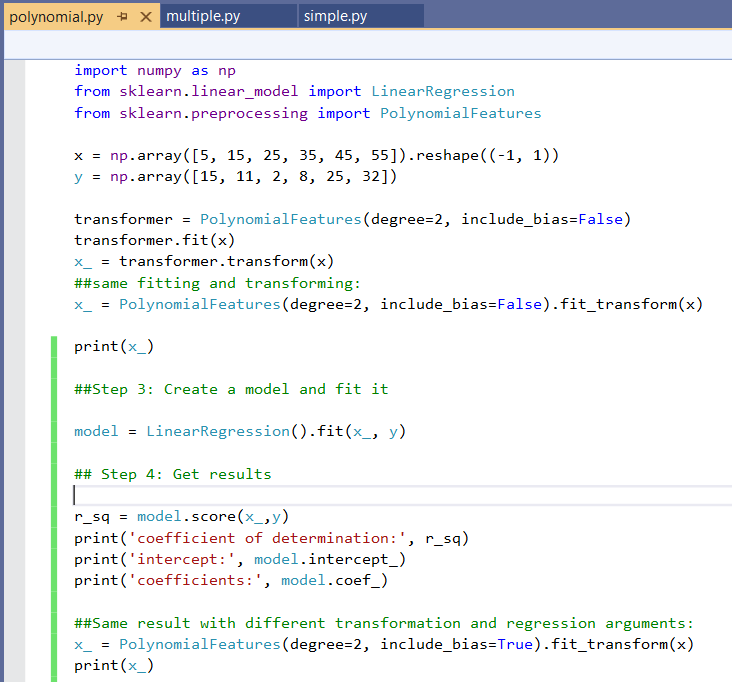 polynomial.py multiple.py simple.py
import numpy as np
from sklearn.linear_model import LinearRegression
from sklearn.preprocessing import PolynomialFeatures
x = np.array([5, 15, 25, 35, 45, 55]).reshape((-1, 1))
y = np.array([15, 11, 2, 8, 25, 32])
transformer = PolynomialFeatures(degree=2, include_bias=False)
transformer.fit(x)
x_ = transformer.transform(x)
##same fitting and transforming:
x_ = PolynomialFeatures(degree=2, include_bias=False).fit_transform(x)
print(x_)
##Step 3: Create a model and fit it
model = LinearRegression().fit(x_, y)
## Step 4: Get results
r_sq = model.score(x_,y)
print('coefficient of determination:', r_sq)
print('intercept:', model.intercept_)
print('coefficients:', model.coef_)
##Same result with different transformation and regression arguments:
x_ = PolynomialFeatures(degree=2, include_bias=True).fit_transform(x)
print(x_)